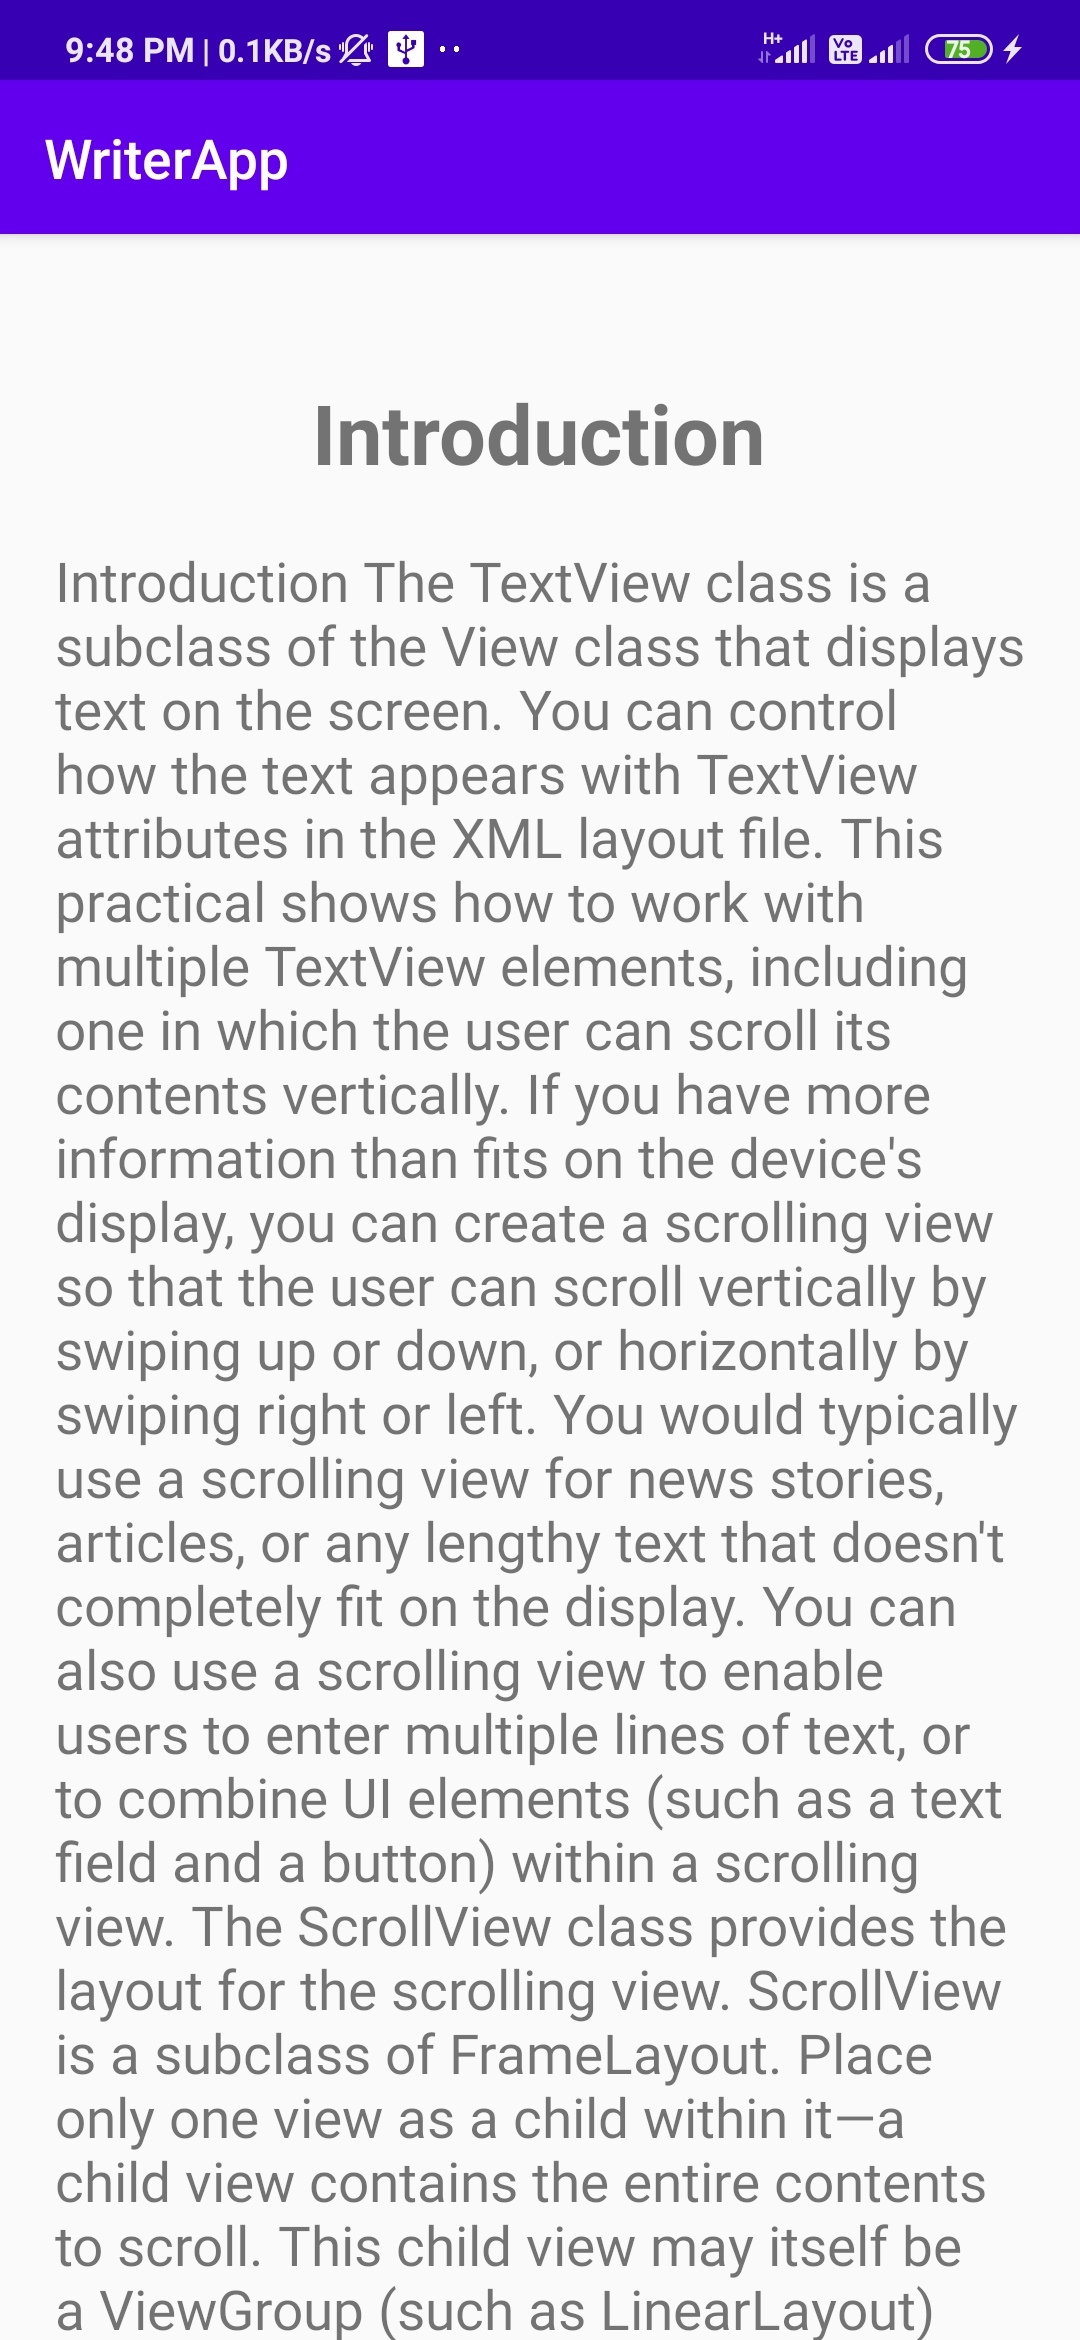 9:48 PM | 0.1KB/s
H+
Vo
LTE
75
WriterApp
Introduction
Introduction The TextView class is a
subclass of the View class that displays
text on the screen. You can control
how the text appears with TextView
attributes in the XML layout file. This
practical shows how to work with
multiple TextView elements, including
one in which the user can scroll its
contents vertically. If you have more
information than fits on the device's
display, you can create a scrolling view
so that the user can scroll vertically by
swiping up or down, or horizontally by
swiping right or left. You would typically
use a scrolling view for news stories,
articles, or any lengthy text that doesn't
completely fit on the display. You can
also use a scrolling view to enable
users to enter multiple lines of text, or
to combine UI elements (such as a text
field and a button) within a scrolling
view. The ScrollView class provides the
layout for the scrolling view. ScrollView
is a subclass of FrameLayout. Place
only one view as a child within it—a
child view contains the entire contents
to scroll. This child view may itself be
a ViewGroup (such as LinearLayout)